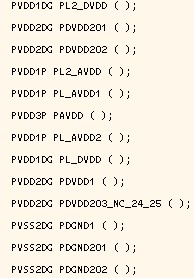 PVDD1DG PL2_DVDD ( );
PVDD2DG PDVDD201 ( );
PVDD2DG PDVDD202 ( );
PVDD1P PL2_AVDD ( );
PVDD1P PL_AVDD1 ( );
PVDD3P PAVDD ( );
PVDD1P PL_AVDD2 ( );
PVDD1DG PL_DVDD ( );
PVDD2DG PDVDD1 ( );
PVDD2DG PDVDD203_NC_24_25 ( );
PVSS2DG PDGND1 ( );
PVSS2DG PDGND201 ( );
PVSS2DG PDGND202 ( );